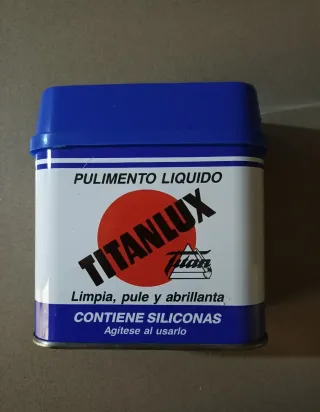 PULIMENTO LIQUIDO
TITANLUX
Titan
Limpia, pule y abrillanta
CONTIENE SILICONAS
Agítese al usarlo